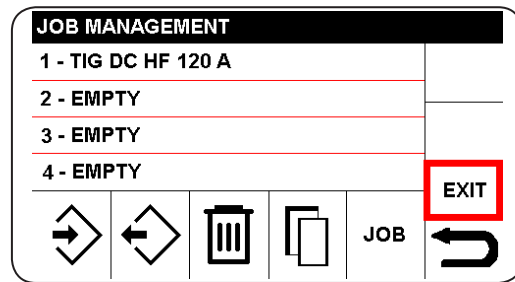 JOB MANAGEMENT
1 - TIG DC HF 120 A
2 - EMPTY
3 - EMPTY
4 - EMPTY
EXIT
JOB